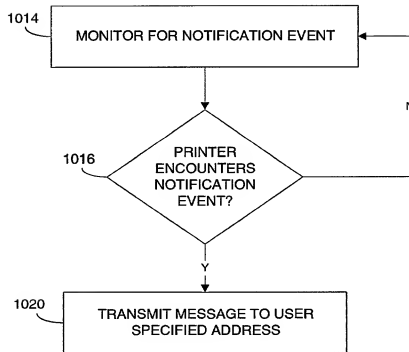 1014
MONITOR FOR NOTIFICATION EVENT
1016
PRINTER
ENCOUNTERS
NOTIFICATION
EVENT?
Y
1020
TRANSMIT MESSAGE TO USER
SPECIFIED ADDRESS